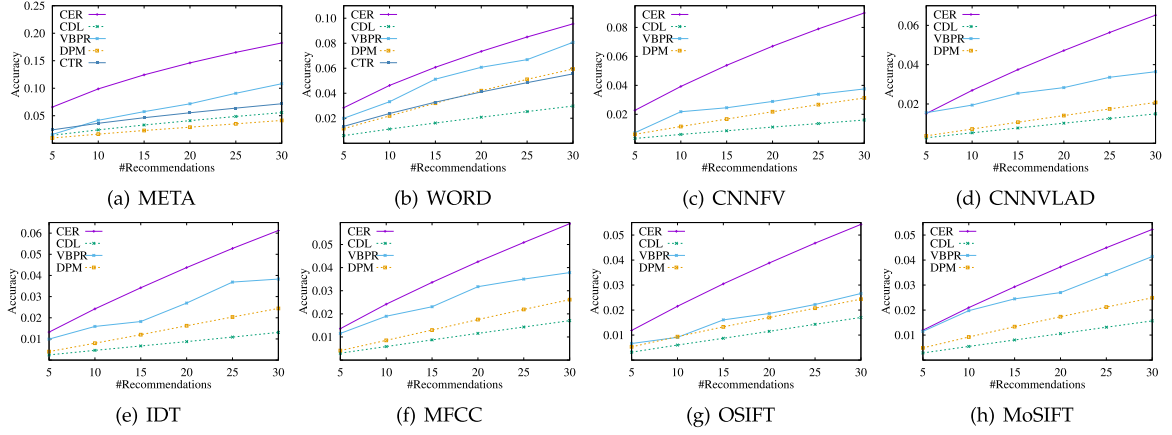 CER
CDL
VBPR
DPM
CTR
Accuracy
0.25
0.20
0.15
0.10
0.05
5 10 15 20 25 30
#Recommendations
(a) META
CER
CDL
VBPR
DPM
CTR
Accuracy
0.10
0.08
0.06
0.04
0.02
5 10 15 20 25 30
#Recommendations
(b) WORD
CER
CDL
VBPR
DPM
Accuracy
0.08
0.06
0.04
0.02
5 10 15 20 25 30
#Recommendations
(c) CNNFV
CER
CDL
VBPR
DPM
Accuracy
0.06
0.04
0.02
5 10 15 20 25 30
#Recommendations
(d) CNNVLAD
CER
CDL
VBPR
DPM
Accuracy
0.06
0.05
0.04
0.03
0.02
0.01
5 10 15 20 25 30
#Recommendations
(e) IDT
CER
CDL
VBPR
DPM
Accuracy
0.05
0.04
0.03
0.02
0.01
5 10 15 20 25 30
#Recommendations
(f) MFCC
CER
CDL
VBPR
DPM
Accuracy
0.05
0.04
0.03
0.02
0.01
5 10 15 20 25 30
#Recommendations
(g) OSIFT
CER
CDL
VBPR
DPM
Accuracy
0.05
0.04
0.03
0.02
0.01
5 10 15 20 25 30
#Recommendations
(h) MoSIFT